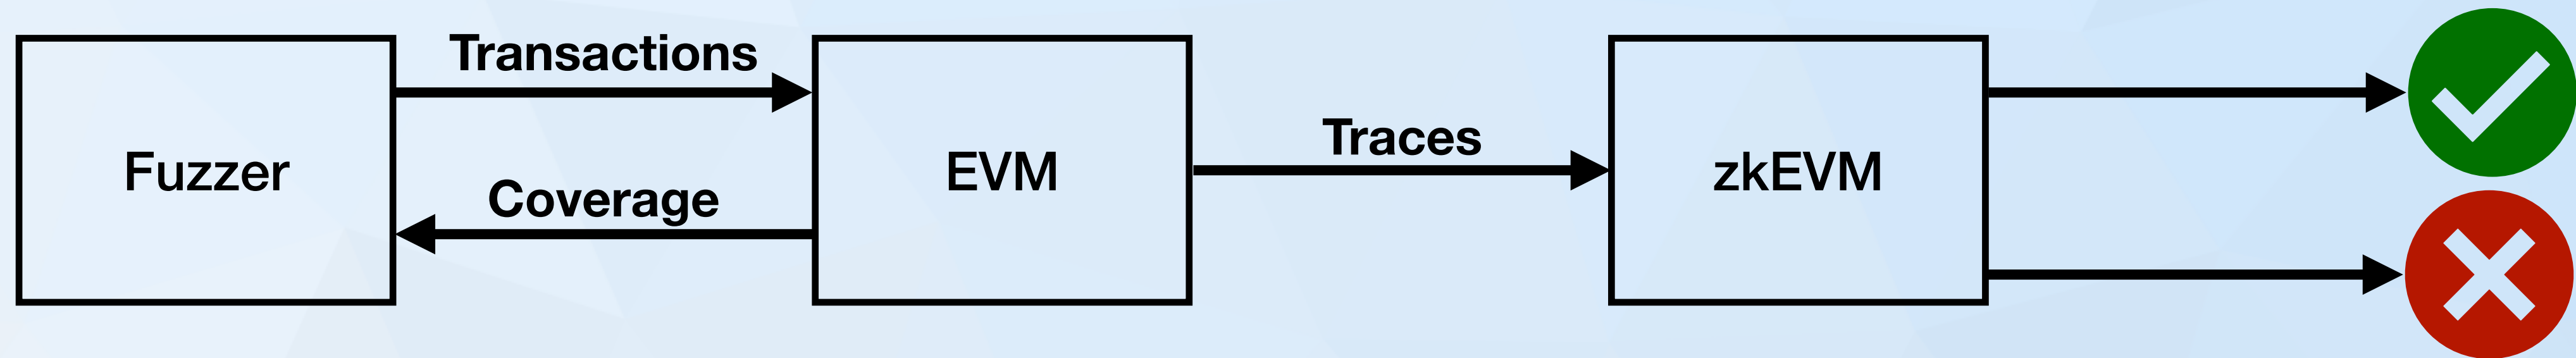 Transactions
Fuzzer
Coverage
EVM
Traces
zkEVM